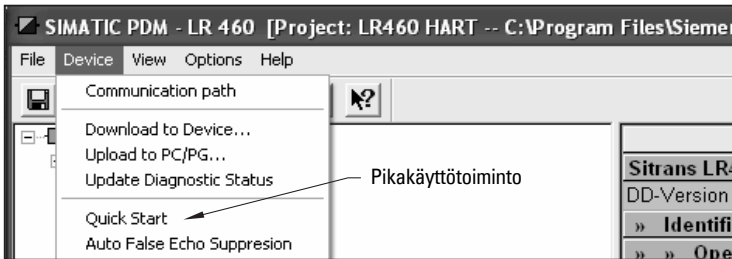 SIMATIC PDM - LR 460 [Project: LR460 HART -- C:\Program Files\Siemen
File Device View Options Help
Communication path
Download to Device...
Upload to PC/PG...
Update Diagnostic Status
Quick Start
Auto False Echo Suppresion
Pikakäyttötoiminto
Sitrans LR4
DD-Version
» Identifi
» » Ope